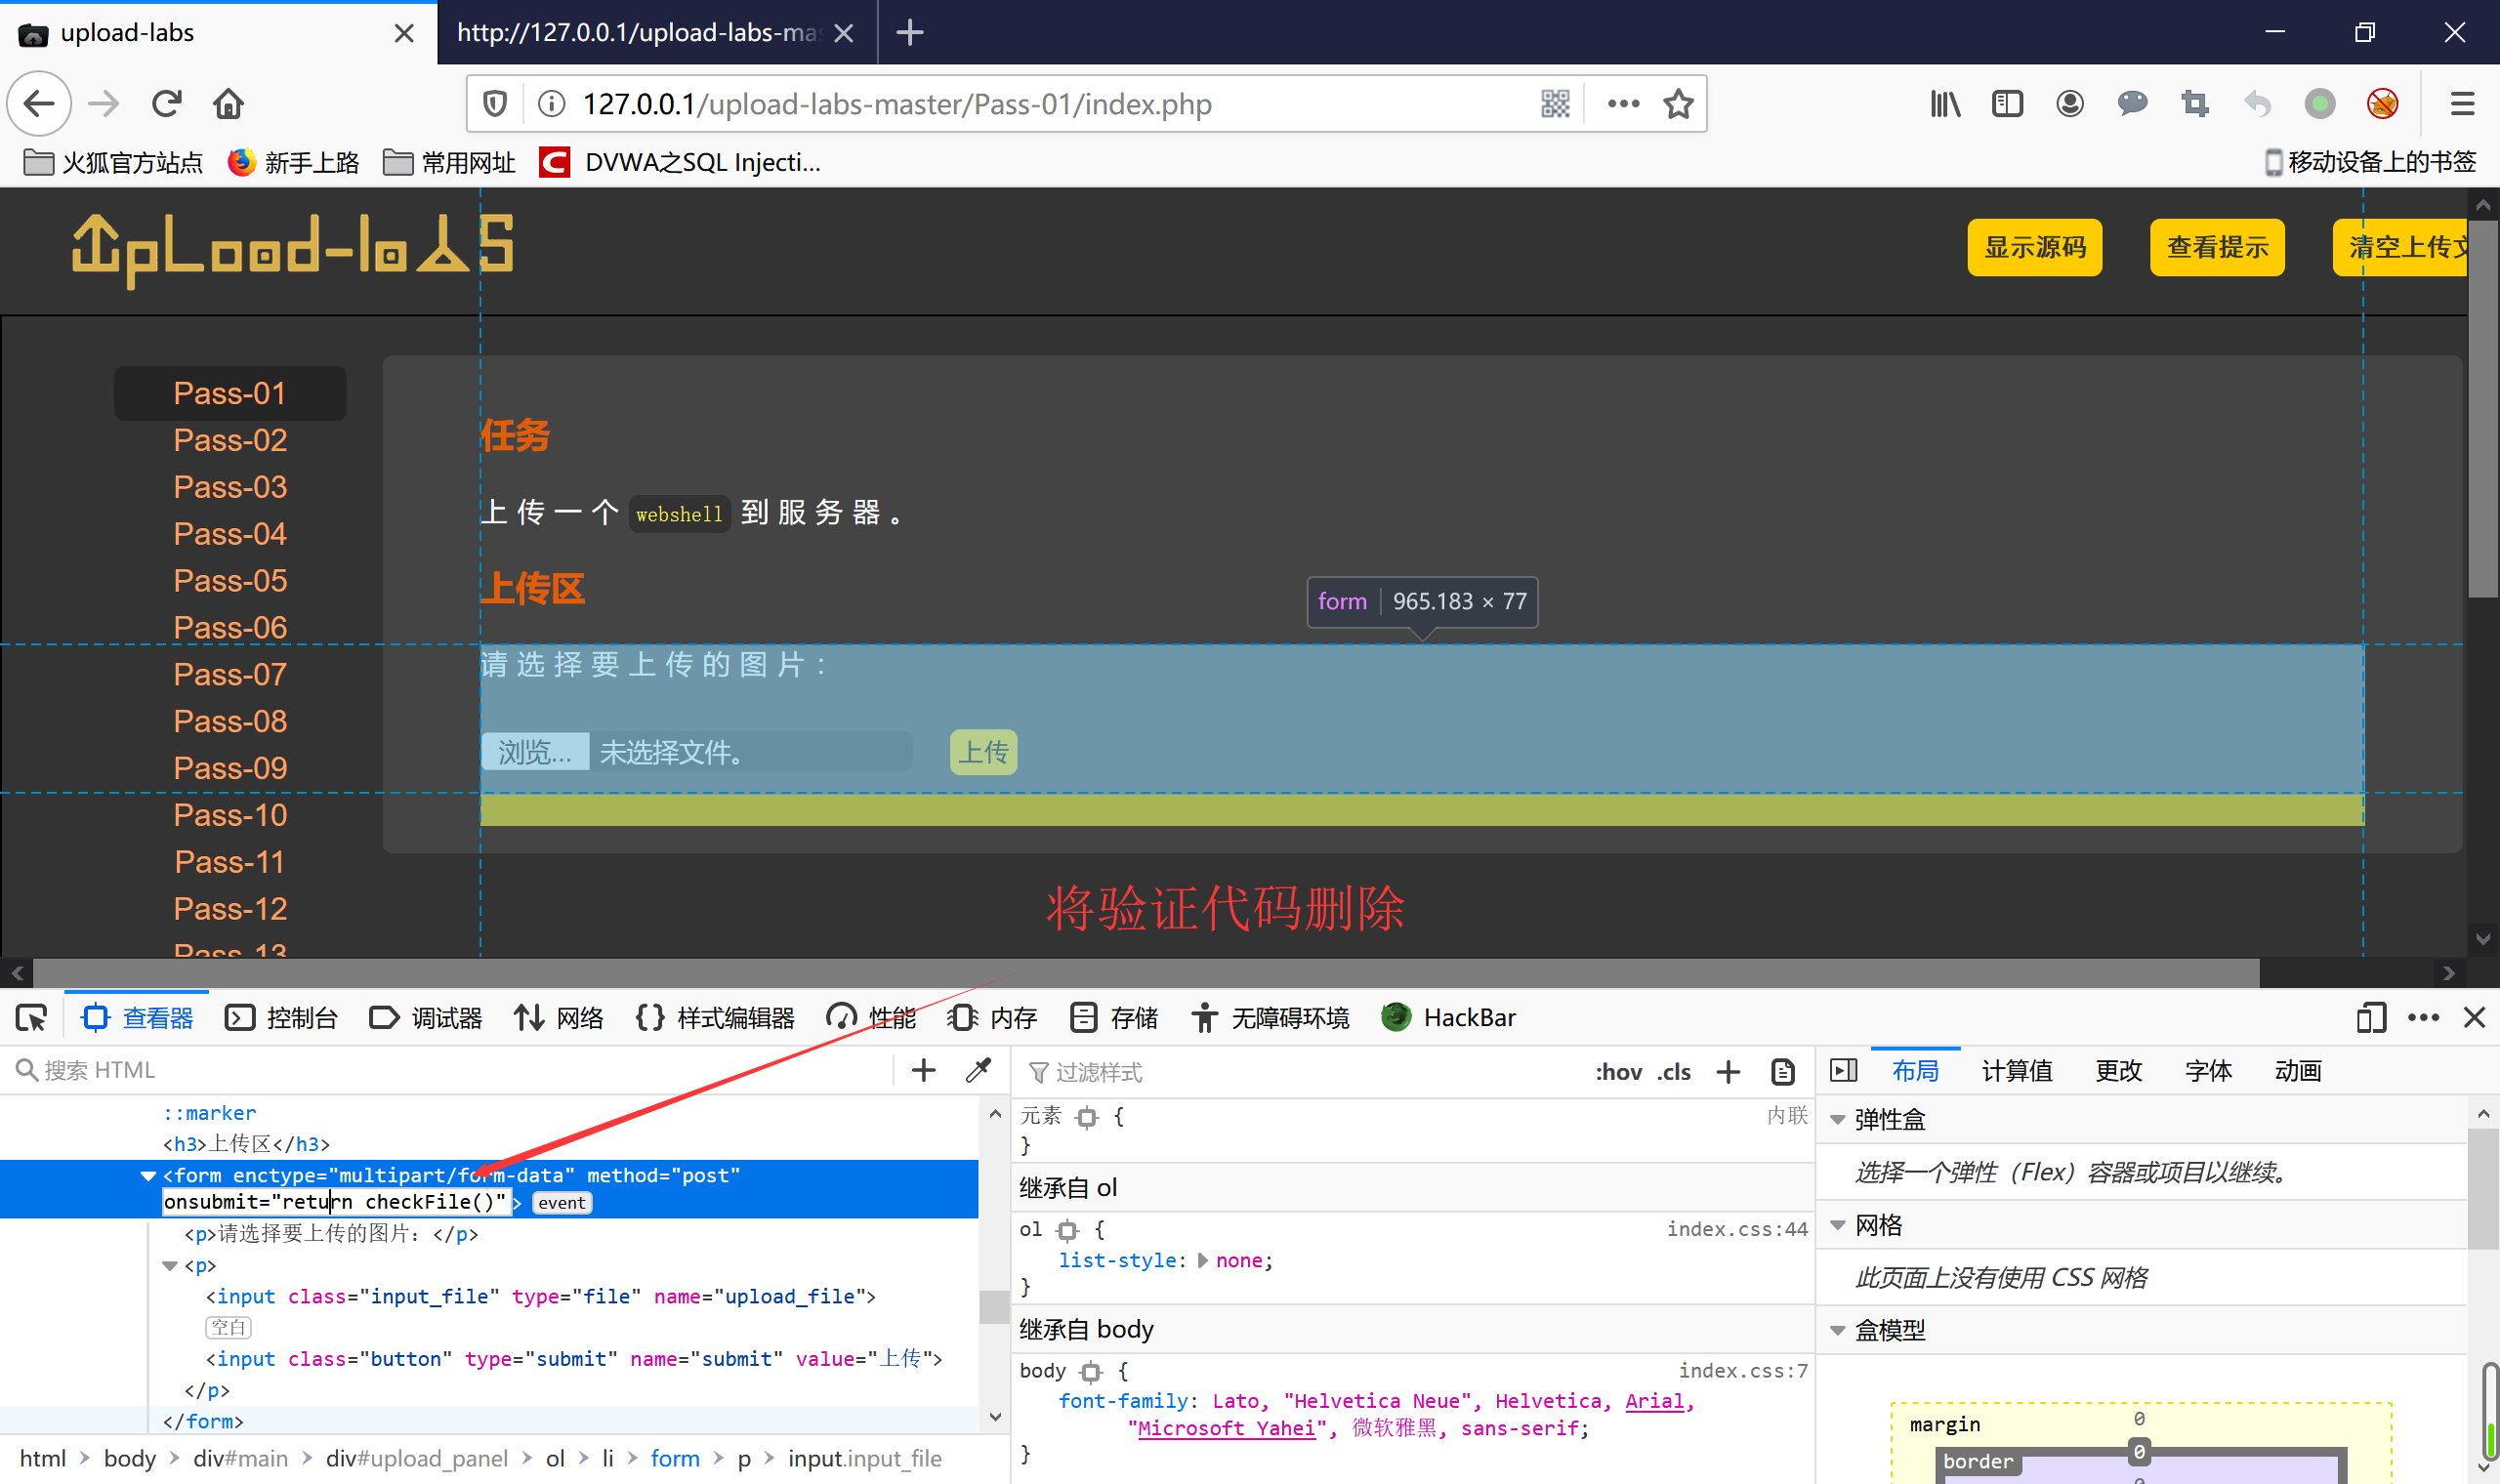 upload-labs
http://127.0.0.1/upload-labs-mas
127.0.0.1/upload-labs-master/Pass-01/index.php
火狐官方站点 新手上路 常用网址 DVWA之SQL Injecti... 移动设备上的书签
upLoad-labs
显示源码 查看提示 清空上传文
Pass-01
Pass-02
Pass-03
Pass-04
Pass-05
Pass-06
Pass-07
Pass-08
Pass-09
Pass-10
Pass-11
Pass-12
Pass-13
任务
上传一个 webshell 到服务器。
上传区
form 965.183 × 77
请选择要上传的图片：
浏览... 未选择文件。 上传
将验证代码删除
查看器 控制台 调试器 网络 样式编辑器 性能 内存 存储 无障碍环境 HackBar
搜索 HTML
::marker
<h3>上传区</h3>
<form enctype="multipart/form-data" method="post"
onsubmit="return checkFile()"> event
<p>请选择要上传的图片：</p>
<p>
<input class="input_file" type="file" name="upload_file">
空白
<input class="button" type="submit" name="submit" value="上传">
</p>
</form>
html body div#main div#upload_panel ol li form p input.input_file
过滤样式 :hov .cls
元素 { 内联
}
继承自 ol
ol { index.css:44
list-style: none;
}
继承自 body
body { index.css:7
font-family: Lato, "Helvetica Neue", Helvetica, Arial,
"Microsoft Yahei", 微软雅黑, sans-serif;
}
布局 计算值 更改 字体 动画
弹性盒
选择一个弹性（Flex）容器或项目以继续。
网格
此页面上没有使用 CSS 网格
盒模型
margin 0
border 0